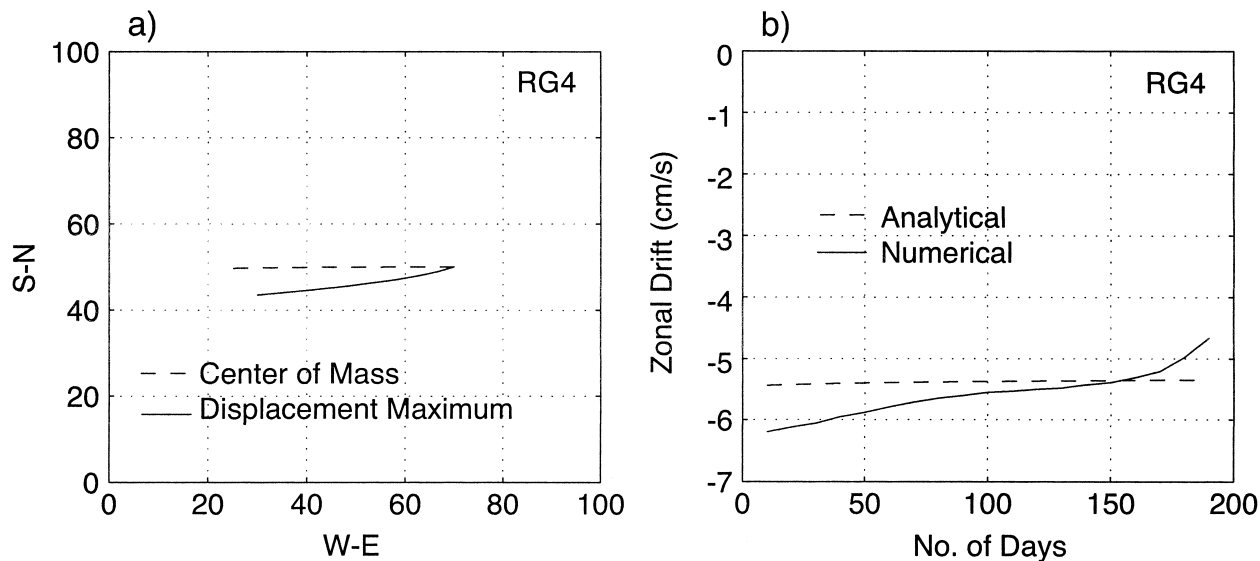 a)
100
80
60
40
20
0
RG4
Center of Mass
Displacement Maximum
S-N
0 20 40 60 80 100
W-E
b)
0
-1
-2
-3
-4
-5
-6
-7
RG4
Analytical
Numerical
Zonal Drift (cm/s)
0 50 100 150 200
No. of Days